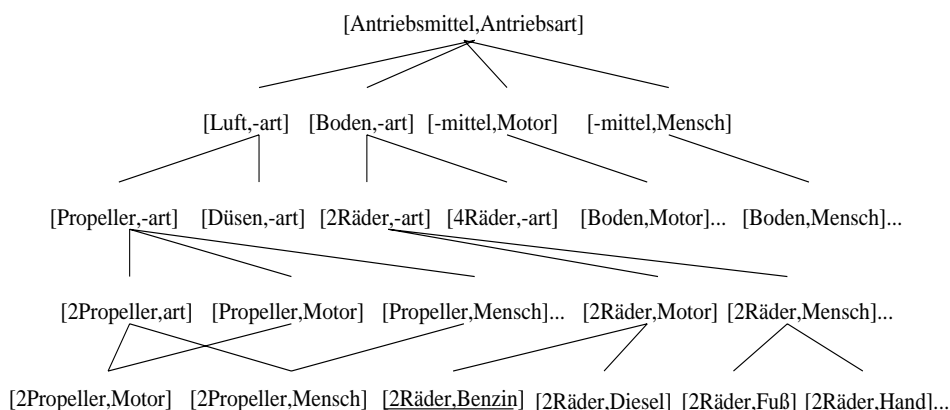 [Antriebsmittel,Antriebsart]
[Luft,-art] [Boden,-art] [-mittel,Motor] [-mittel,Mensch]
[Propeller,-art] [Düsen,-art] [2Räder,-art] [4Räder,-art] [Boden,Motor]... [Boden,Mensch]...
[2Propeller,art] [Propeller,Motor] [Propeller,Mensch]... [2Räder,Motor] [2Räder,Mensch]...
[2Propeller,Motor] [2Propeller,Mensch] [2Räder,Benzin] [2Räder,Diesel] [2Räder,Fuß] [2Räder,Hand]...